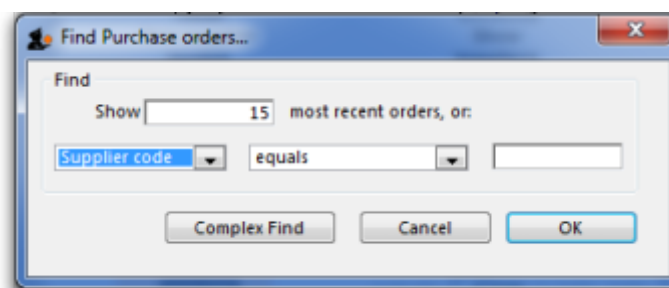 Find Purchase orders...
Find
Show 15 most recent orders, or:
Supplier code equals
Complex Find Cancel OK